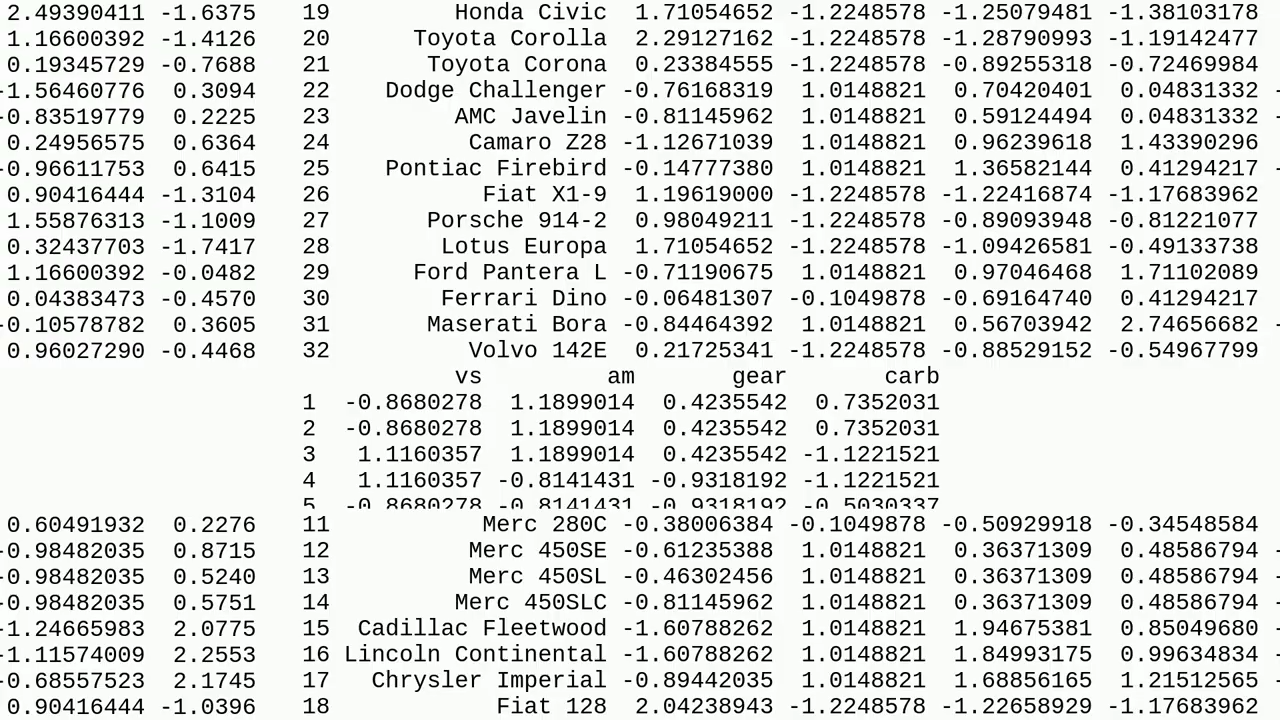 2.49390411 -1.6375 19 Honda Civic 1.71054652 -1.2248578 -1.25079481 -1.38103178
1.16600392 -1.4126 20 Toyota Corolla 2.29127162 -1.2248578 -1.28790993 -1.19142477
0.19345729 -0.7688 21 Toyota Corona 0.23384555 -1.2248578 -0.89255318 -0.72469984
-1.56460776 0.3094 22 Dodge Challenger -0.76168319 1.0148821 0.70420401 0.04831332 -
-0.83519779 0.2225 23 AMC Javelin -0.81145962 1.0148821 0.59124494 0.04831332 -
0.24956575 0.6364 24 Camaro Z28 -1.12671039 1.0148821 0.96239618 1.43390296
-0.96611753 0.6415 25 Pontiac Firebird -0.14777380 1.0148821 1.36582144 0.41294217 -
0.90416444 -1.3104 26 Fiat X1-9 1.19619000 -1.2248578 -1.22416874 -1.17683962
1.55876313 -1.1009 27 Porsche 914-2 0.98049211 -1.2248578 -0.89093948 -0.81221077
0.32437703 -1.7417 28 Lotus Europa 1.71054652 -1.2248578 -1.09426581 -0.49133738
1.16600392 -0.0482 29 Ford Pantera L -0.71190675 1.0148821 0.97046468 1.71102089
0.04383473 -0.4570 30 Ferrari Dino -0.06481307 -0.1049878 -0.69164740 0.41294217
-0.10578782 0.3605 31 Maserati Bora -0.84464392 1.0148821 0.56703942 2.74656682 -
0.96027290 -0.4468 32 Volvo 142E 0.21725341 -1.2248578 -0.88529152 -0.54967799
vs am gear carb
1 -0.8680278 1.1899014 0.4235542 0.7352031
2 -0.8680278 1.1899014 0.4235542 0.7352031
3 1.1160357 1.1899014 0.4235542 -1.1221521
4 1.1160357 -0.8141431 -0.9318192 -1.1221521
5 -0.8680278 -0.8141431 -0.9318192 -0.5030337
0.60491932 0.2276 11 Merc 280C -0.38006384 -0.1049878 -0.50929918 -0.34548584
-0.98482035 0.8715 12 Merc 450SE -0.61235388 1.0148821 0.36371309 0.48586794 -
-0.98482035 0.5240 13 Merc 450SL -0.46302456 1.0148821 0.36371309 0.48586794 -
-0.98482035 0.5751 14 Merc 450SLC -0.81145962 1.0148821 0.36371309 0.48586794 -
-1.24665983 2.0775 15 Cadillac Fleetwood -1.60788262 1.0148821 1.94675381 0.85049680 -
-1.11574009 2.2553 16 Lincoln Continental -1.60788262 1.0148821 1.84993175 0.99634834 -
-0.68557523 2.1745 17 Chrysler Imperial -0.89442035 1.0148821 1.68856165 1.21512565 -
0.90416444 -1.0396 18 Fiat 128 2.04238943 -1.2248578 -1.22658929 -1.17683962